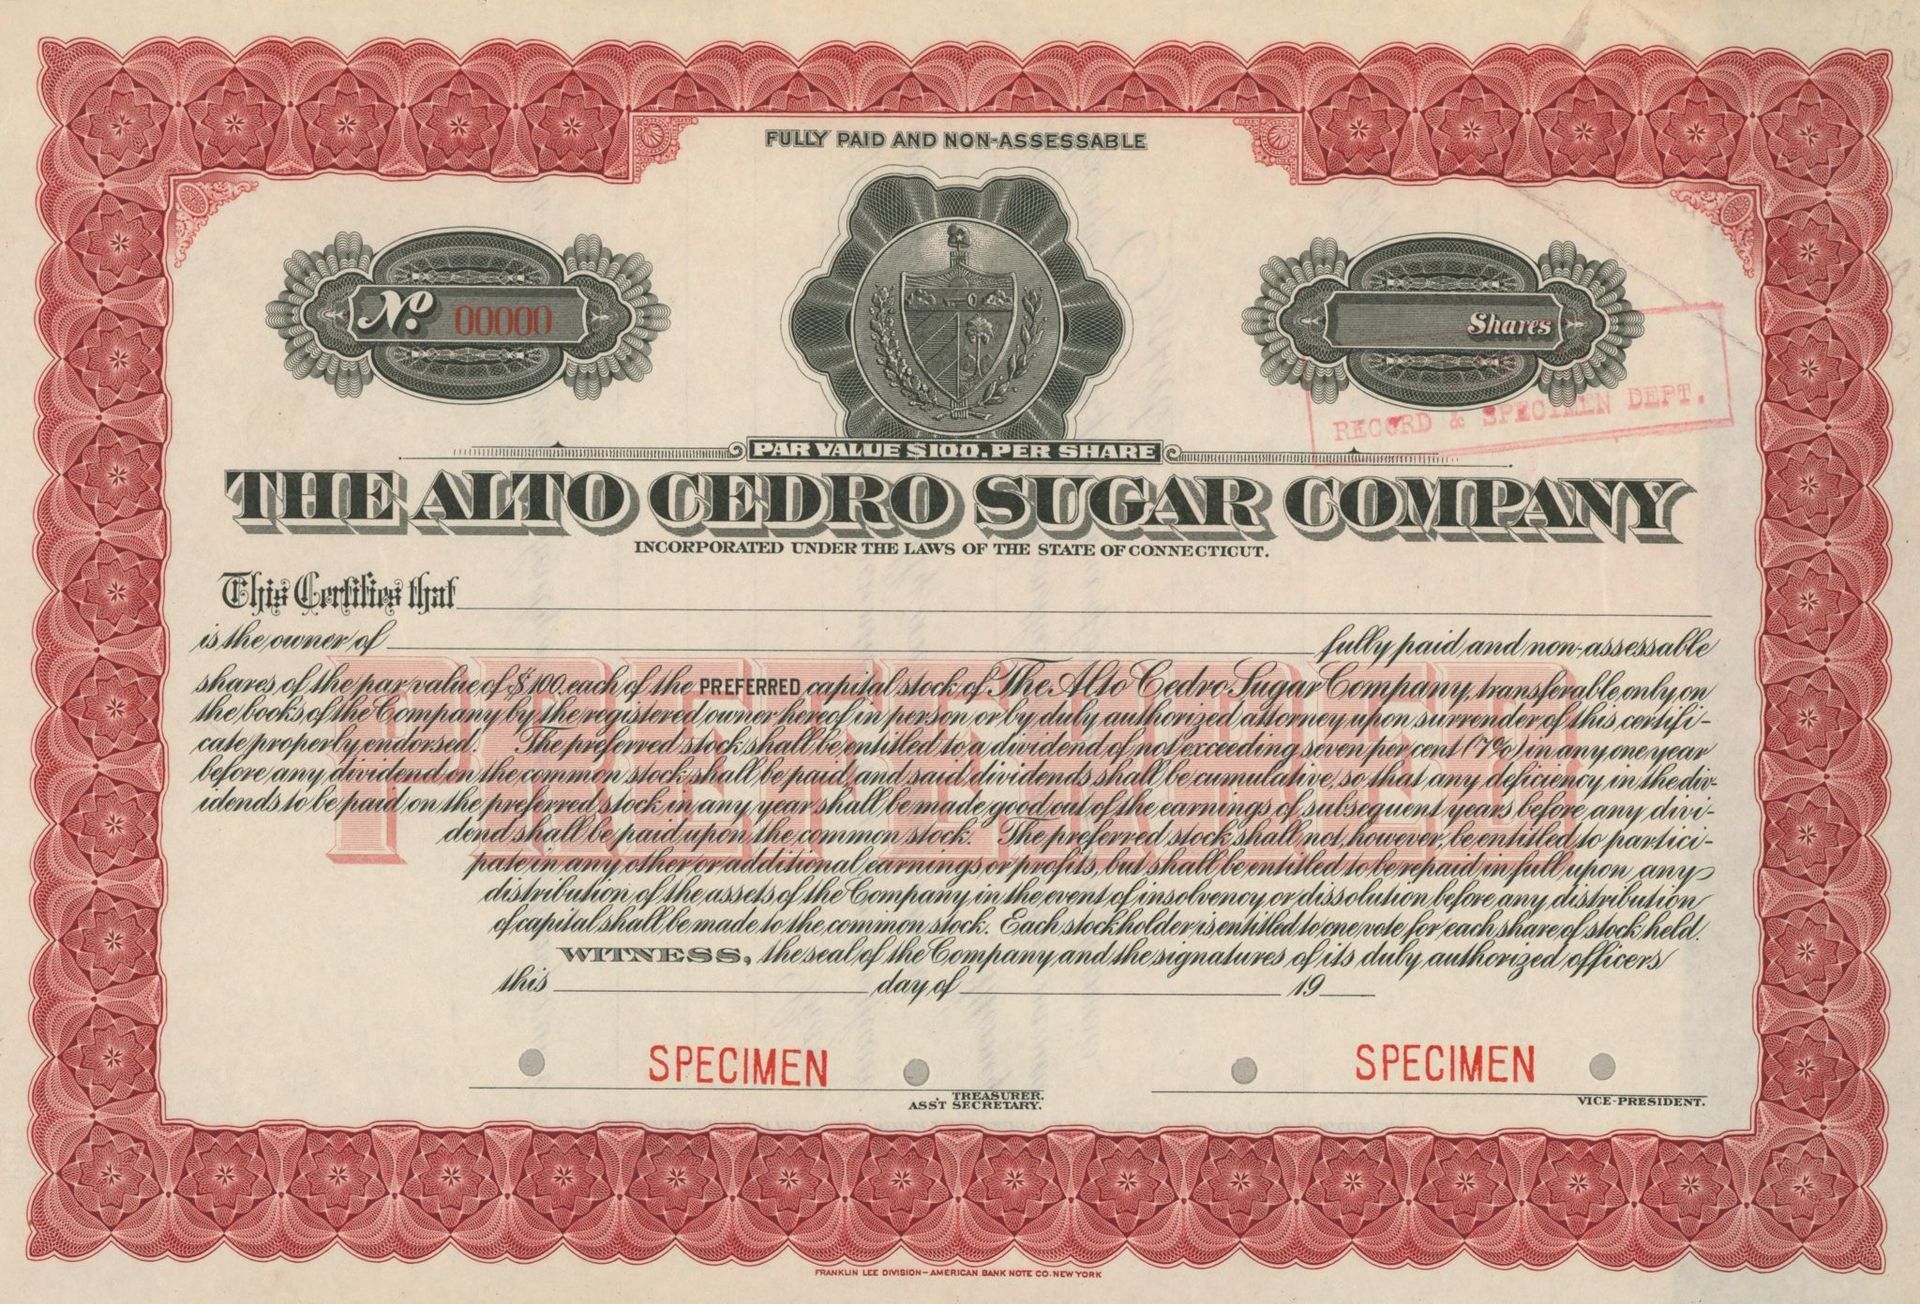 FULLY PAID AND NON-ASSESSABLE
No. 00000
Shares
RECORD & SPECIMEN DEPT.
PAR VALUE $100. PER SHARE
THE ALTO CEDRO SUGAR COMPANY
INCORPORATED UNDER THE LAWS OF THE STATE OF CONNECTICUT.
This Certifies that
is the owner of fully paid and non-assessable
PREFERRED
shares of the par value of $100. each of the PREFERRED capital stock of The Alto Cedro Sugar Company, transferable only on
the books of the Company by the registered owner hereof in person or by duly authorized attorney upon surrender of this certifi-
cate properly endorsed. The preferred stock shall be entitled to a dividend of not exceeding seven per cent (7%) in any one year
before any dividend on the common stock shall be paid, and said dividends shall be cumulative, so that any deficiency in the div-
idends to be paid on the preferred stock in any year shall be made good out of the earnings of subsequent years before any divi-
dend shall be paid upon the common stock. The preferred stock shall not, however, be entitled to partici-
pate in any other or additional earnings or profits, but shall be entitled to be repaid in full upon any
distribution of the assets of the Company in the event of insolvency or dissolution before any distribution
of capital shall be made to the common stock. Each stockholder is entitled to one vote for each share of stock held.
WITNESS, the seal of the Company and the signatures of its duly authorized officers
this day of 19
SPECIMEN SPECIMEN
TREASURER.
ASS'T SECRETARY.
VICE-PRESIDENT.
FRANKLIN LEE DIVISION - AMERICAN BANK NOTE CO. NEW YORK